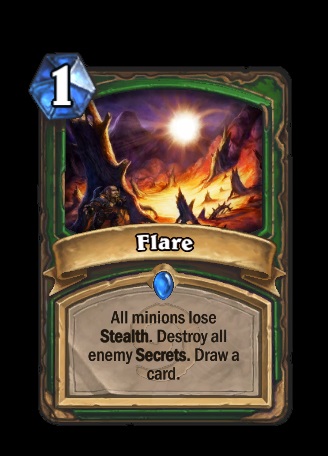 1
Flare
All minions lose
Stealth. Destroy all
enemy Secrets. Draw a
card.